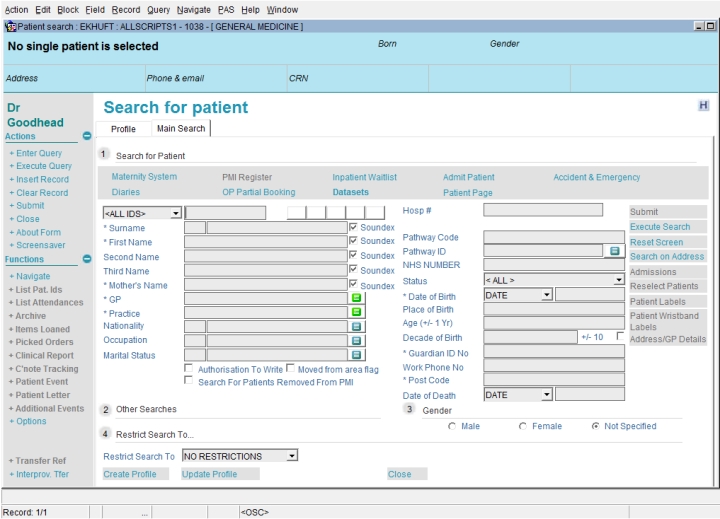 Action Edit Block Field Record Query Navigate PAS Help Window
Patient search : EKHUFT : ALLSCRIPTS1 - 1038 - [ GENERAL MEDICINE ]
No single patient is selected
Born
Gender
Address
Phone & email
CRN
Dr
Goodhead
Actions
+ Enter Query
+ Execute Query
+ Insert Record
+ Clear Record
+ Submit
+ Close
+ About Form
+ Screensaver
Functions
+ Navigate
+ List Pat. Ids
+ List Attendances
+ Archive
+ Items Loaned
+ Picked Orders
+ Clinical Report
+ C'note Tracking
+ Patient Event
+ Patient Letter
+ Additional Events
+ Options
+ Transfer Ref
+ Interprov. Tfer
Search for patient
H
Profile
Main Search
1 Search for Patient
Maternity System PMI Register Inpatient Waitlist Admit Patient Accident & Emergency
Diaries OP Partial Booking Datasets Patient Page
<ALL IDS>
* Surname Soundex
* First Name Soundex
Second Name Soundex
Third Name Soundex
* Mother's Name Soundex
* GP
* Practice
Nationality
Occupation
Marital Status
Authorisation To Write Moved from area flag
Search For Patients Removed From PMI
Hosp #
Pathway Code
Pathway ID
NHS NUMBER
Status < ALL >
* Date of Birth DATE
Place of Birth
Age (+/- 1 Yr)
Decade of Birth +/- 10
* Guardian ID No
Work Phone No
* Post Code
Date of Death DATE
Submit
Execute Search
Reset Screen
Search on Address
Admissions
Reselect Patients
Patient Labels
Patient Wristband
Labels
Address/GP Details
2 Other Searches
3 Gender
Male Female Not Specified
4 Restrict Search To...
Restrict Search To NO RESTRICTIONS
Create Profile Update Profile Close
Record: 1/1 ... <OSC>